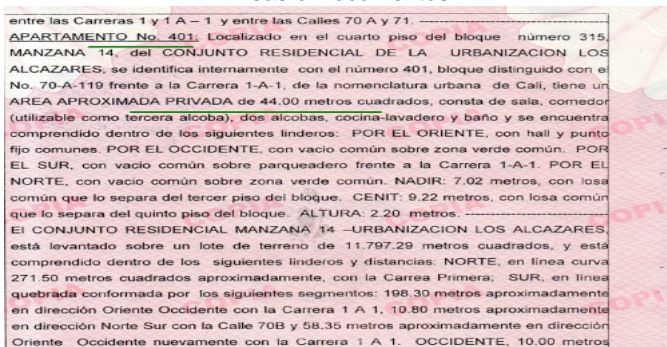 entre las Carreras 1 y 1 A – 1 y entre las Calles 70 A y 71. ----------------------------
APARTAMENTO No. 401: Localizado en el cuarto piso del bloque número 315,
MANZANA 14, del CONJUNTO RESIDENCIAL DE LA URBANIZACION LOS
ALCAZARES, se identifica internamente con el número 401, bloque distinguido con el
No. 70-A-119 frente a la Carrera 1-A-1, de la nomenclatura urbana de Cali, tiene un
AREA APROXIMADA PRIVADA de 44.00 metros cuadrados, consta de sala, comedor
(utilizable como tercera alcoba), dos alcobas, cocina-lavadero y baño y se encuentra
comprendido dentro de los siguientes linderos: POR EL ORIENTE, con hall y punto
fijo comunes. POR EL OCCIDENTE, con vacio común sobre zona verde común. POR
EL SUR, con vacio común sobre parqueadero frente a la Carrera 1-A-1. POR EL
NORTE, con vacio común sobre zona verde común. NADIR: 7.02 metros, con losa
común que lo separa del tercer piso del bloque. CENIT: 9.22 metros, con losa común
que lo separa del quinto piso del bloque. ALTURA: 2.20 metros. --------------------
El CONJUNTO RESIDENCIAL MANZANA 14 –URBANIZACION LOS ALCAZARES,
está levantado sobre un lote de terreno de 11.797.29 metros cuadrados, y está
comprendido dentro de los siguientes linderos y distancias: NORTE, en línea curva
271.50 metros cuadrados aproximadamente, con la Carrea Primera; SUR, en línea
quebrada conformada por los siguientes segmentos: 198.30 metros aproximadamente
en dirección Oriente Occidente con la Carrera 1 A 1, 10.80 metros aproximadamente
en dirección Norte Sur con la Calle 70B y 58.35 metros aproximadamente en dirección
Oriente Occidente nuevamente con la Carrera 1 A 1. OCCIDENTE, 10.00 metros